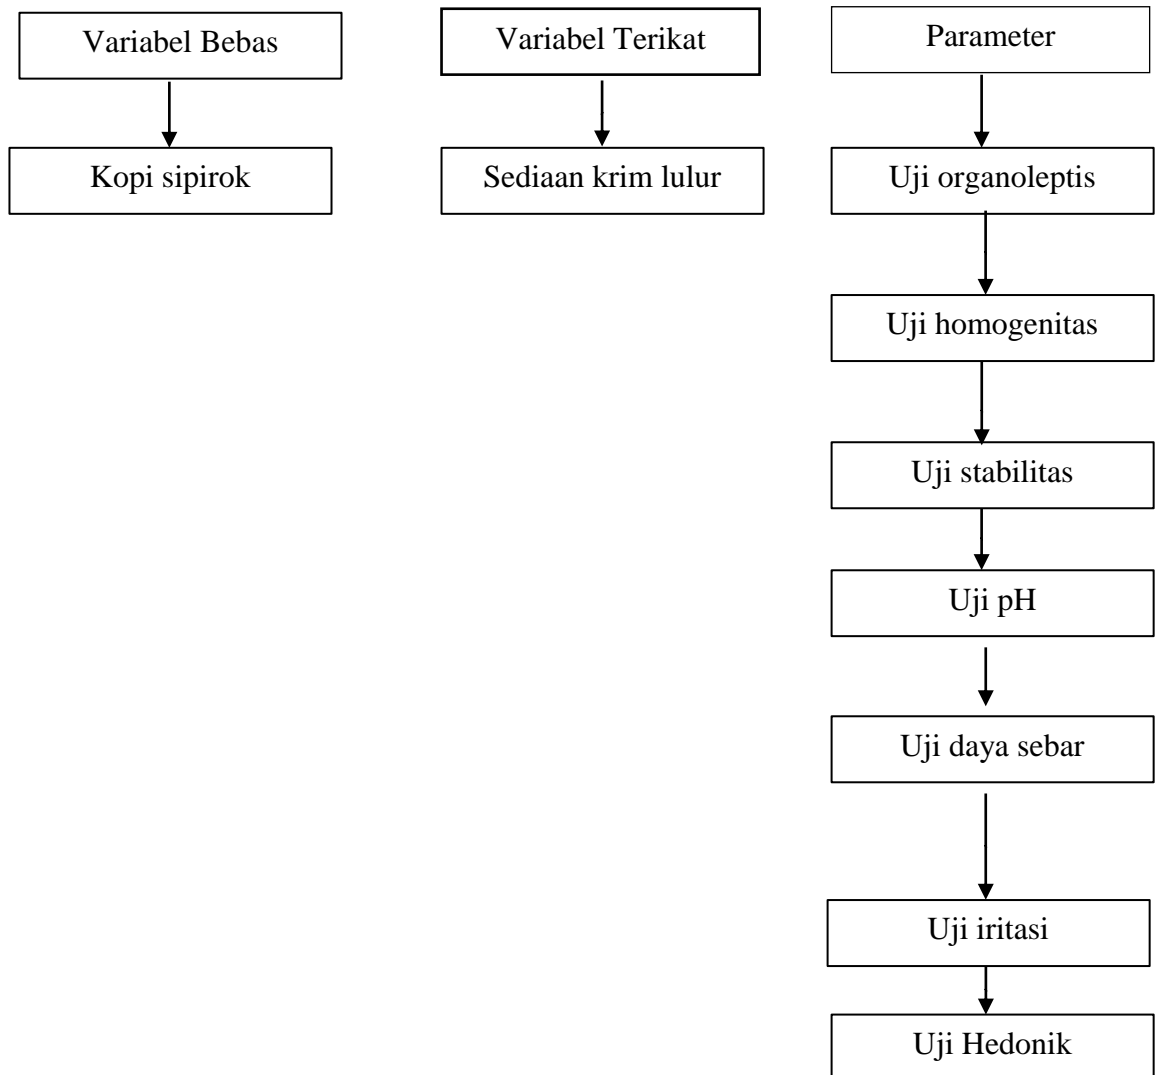 Variabel Bebas
Variabel Terikat
Parameter
Kopi sipirok
Sediaan krim lulur
Uji organoleptis
Uji homogenitas
Uji stabilitas
Uji pH
Uji daya sebar
Uji iritasi
Uji Hedonik